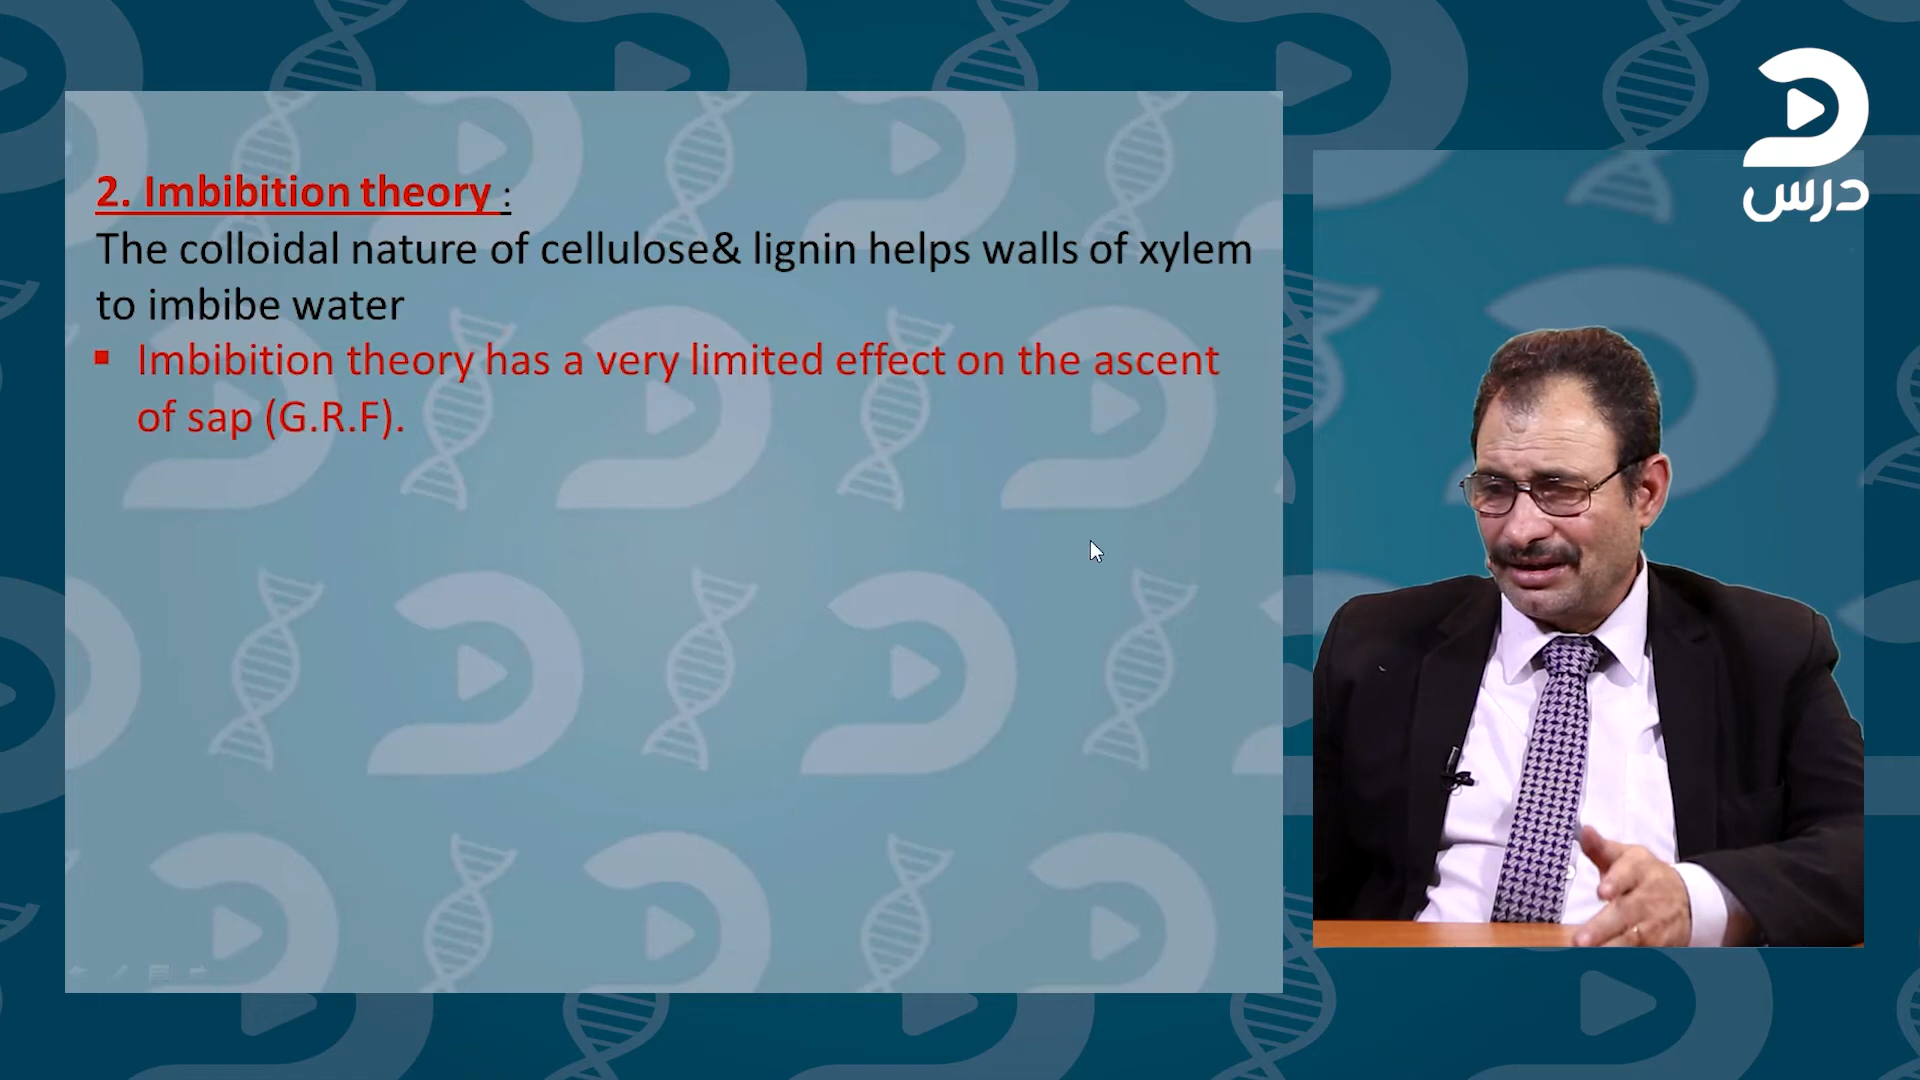 2. Imbibition theory :
The colloidal nature of cellulose& lignin helps walls of xylem
to imbibe water
▪ Imbibition theory has a very limited effect on the ascent
of sap (G.R.F).
درس